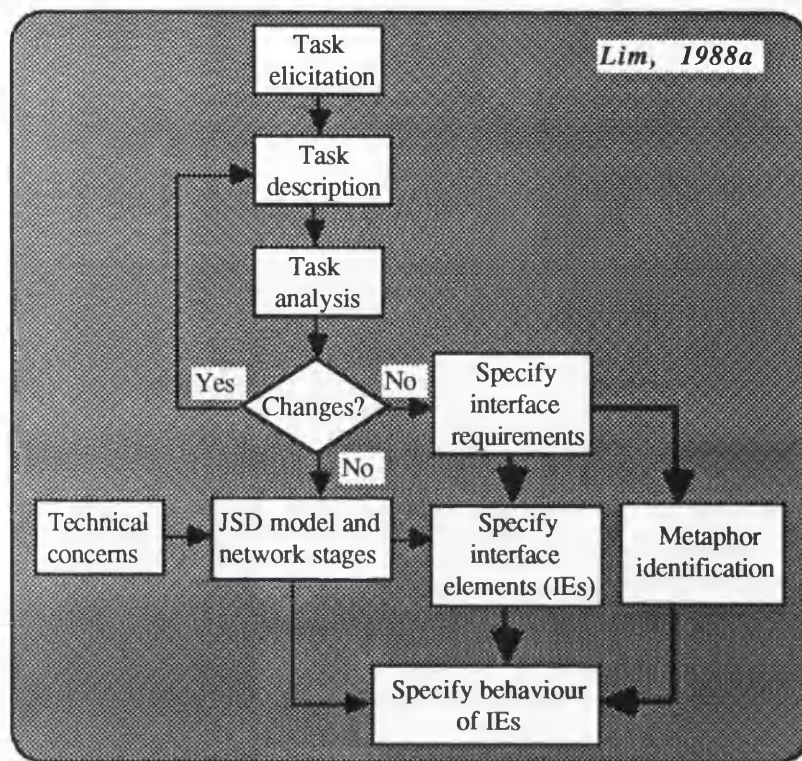 Task
elicitation
Lim, 1988a
Task
description
Task
analysis
Yes
Changes?
No
Specify
interface
requirements
No
Technical
concerns
JSD model and
network stages
Specify
interface
elements (IEs)
Metaphor
identification
Specify behaviour
of IEs